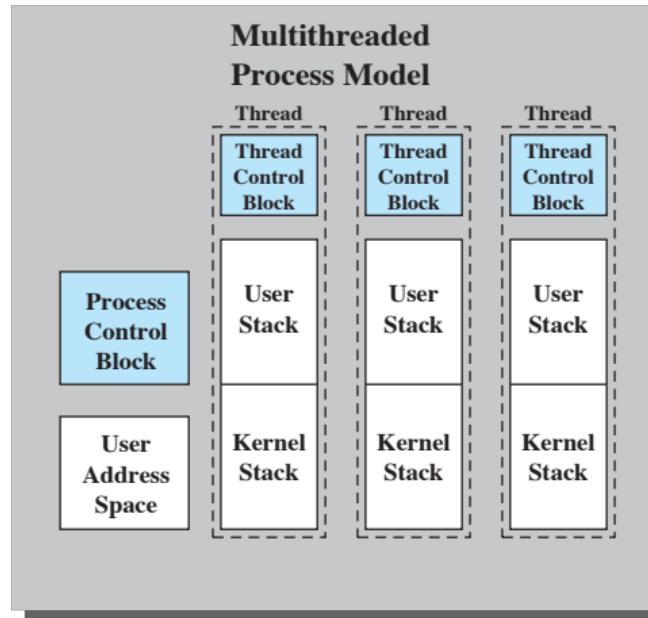 Multithreaded
Process Model
Thread
Thread
Control
Block
User
Stack
Kernel
Stack
Thread
Thread
Control
Block
User
Stack
Kernel
Stack
Thread
Thread
Control
Block
User
Stack
Kernel
Stack
Process
Control
Block
User
Address
Space